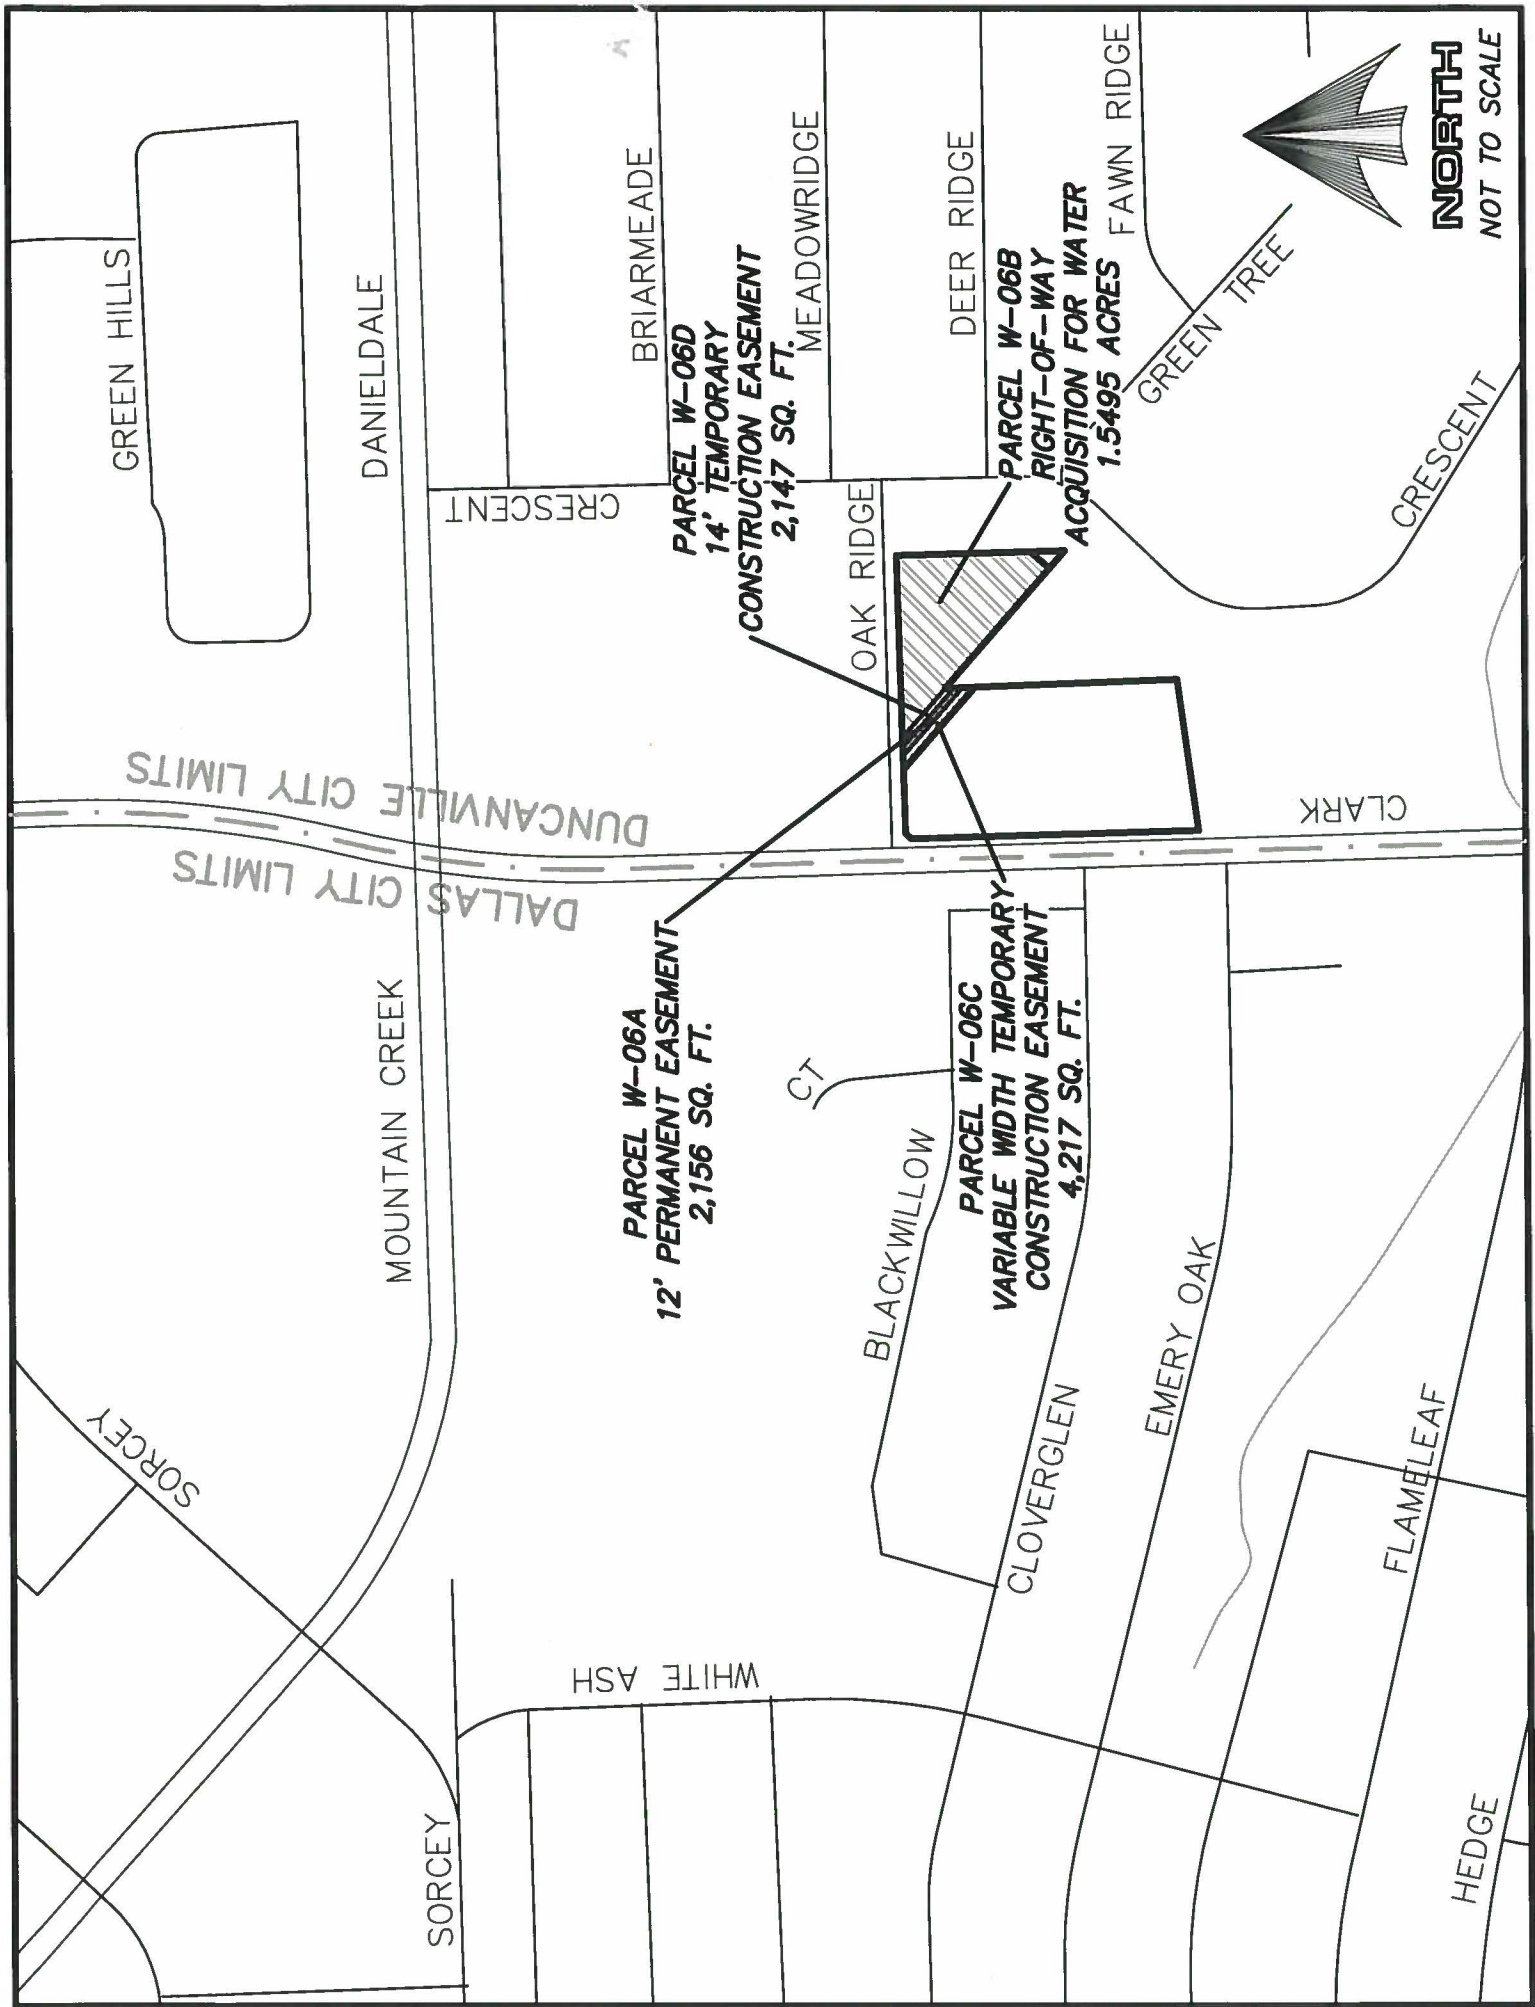 GREEN HILLS
DANIELDALE
BRIARMEADE
MEADOWRIDGE
DEER RIDGE
FAWN RIDGE
GREEN TREE
CRESCENT
CRESCENT
OAK RIDGE
CLARK
PARCEL W-06D
14' TEMPORARY
CONSTRUCTION EASEMENT
2,147 SQ. FT.
PARCEL W-06B
RIGHT-OF-WAY
ACQUISITION FOR WATER
1.5495 ACRES
NORTH
NOT TO SCALE
DUNCANVILLE CITY LIMITS
DALLAS CITY LIMITS
MOUNTAIN CREEK
PARCEL W-06A
12' PERMANENT EASEMENT
2,156 SQ. FT.
CT
BLACKWILLOW
PARCEL W-06C
VARIABLE WIDTH TEMPORARY
CONSTRUCTION EASEMENT
4,217 SQ. FT.
CLOVERGLEN
EMERY OAK
FLAMELEAF
SORCEY
WHITE ASH
SORCEY
HEDGE